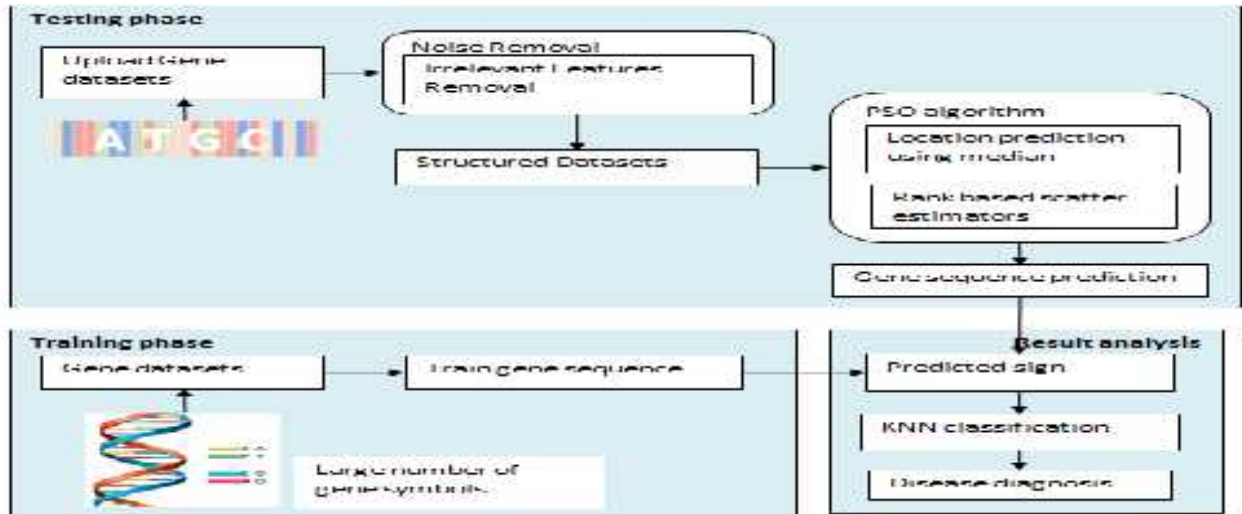 Testing phase
Upload Gene
datasets
ATGC
Noise Removal
Irrelevant Features
Removal
Structured Datasets
PSO algorithm
Location prediction
using median
Rank based scatter
estimators
Gene sequence prediction
Training phase
Gene datasets
Train gene sequence
Large number of
gene symbols
Result analysis
Predicted sign
KNN classification
Disease diagnosis